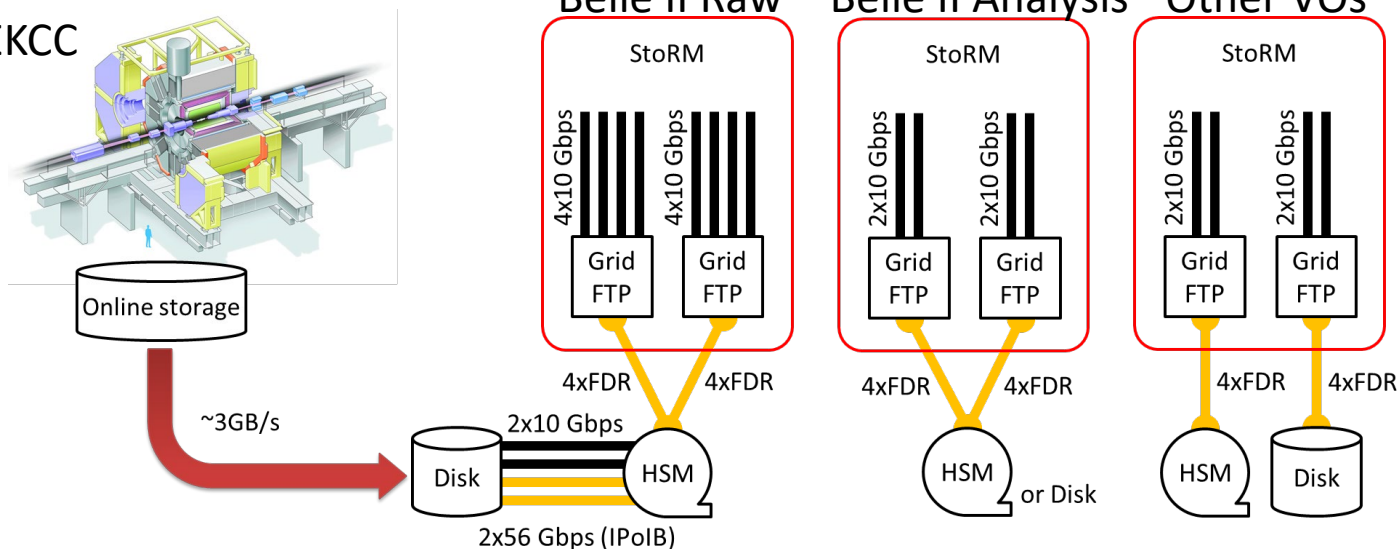 KCC
Belle II Raw
Belle II Analysis
Other VOs
StoRM
StoRM
StoRM
4x10 Gbps
4x10 Gbps
2x10 Gbps
2x10 Gbps
2x10 Gbps
2x10 Gbps
Grid
FTP
Grid
FTP
Grid
FTP
Grid
FTP
Grid
FTP
Grid
FTP
Online storage
4xFDR
4xFDR
4xFDR
4xFDR
4xFDR
4xFDR
~3GB/s
2x10 Gbps
Disk
HSM
HSM
or Disk
HSM
Disk
2x56 Gbps (IPoIB)